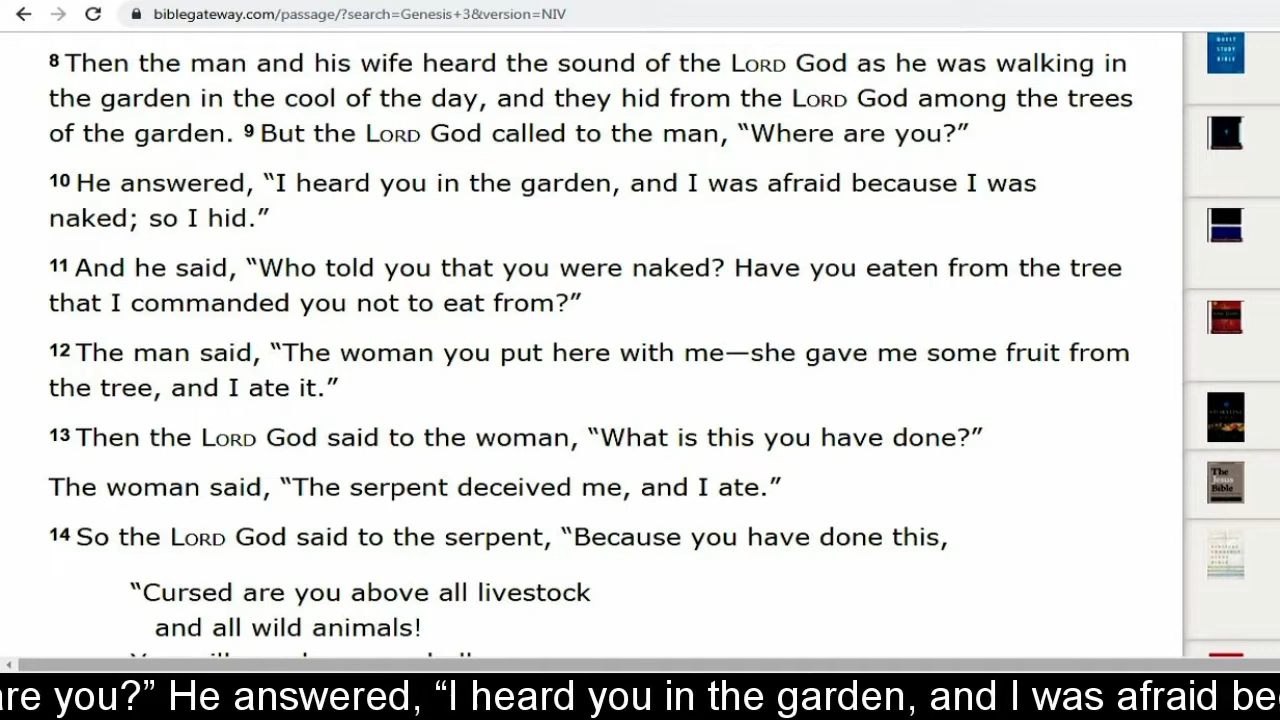 biblegateway.com/passage/?search=Genesis+3&version=NIV
8 Then the man and his wife heard the sound of the LORD God as he was walking in
the garden in the cool of the day, and they hid from the LORD God among the trees
of the garden. 9 But the LORD God called to the man, “Where are you?”
10 He answered, “I heard you in the garden, and I was afraid because I was
naked; so I hid.”
11 And he said, “Who told you that you were naked? Have you eaten from the tree
that I commanded you not to eat from?”
12 The man said, “The woman you put here with me—she gave me some fruit from
the tree, and I ate it.”
13 Then the LORD God said to the woman, “What is this you have done?”
The woman said, “The serpent deceived me, and I ate.”
14 So the LORD God said to the serpent, “Because you have done this,
“Cursed are you above all livestock
and all wild animals!
The
Jesus
Bible
are you?” He answered, “I heard you in the garden, and I was afraid be